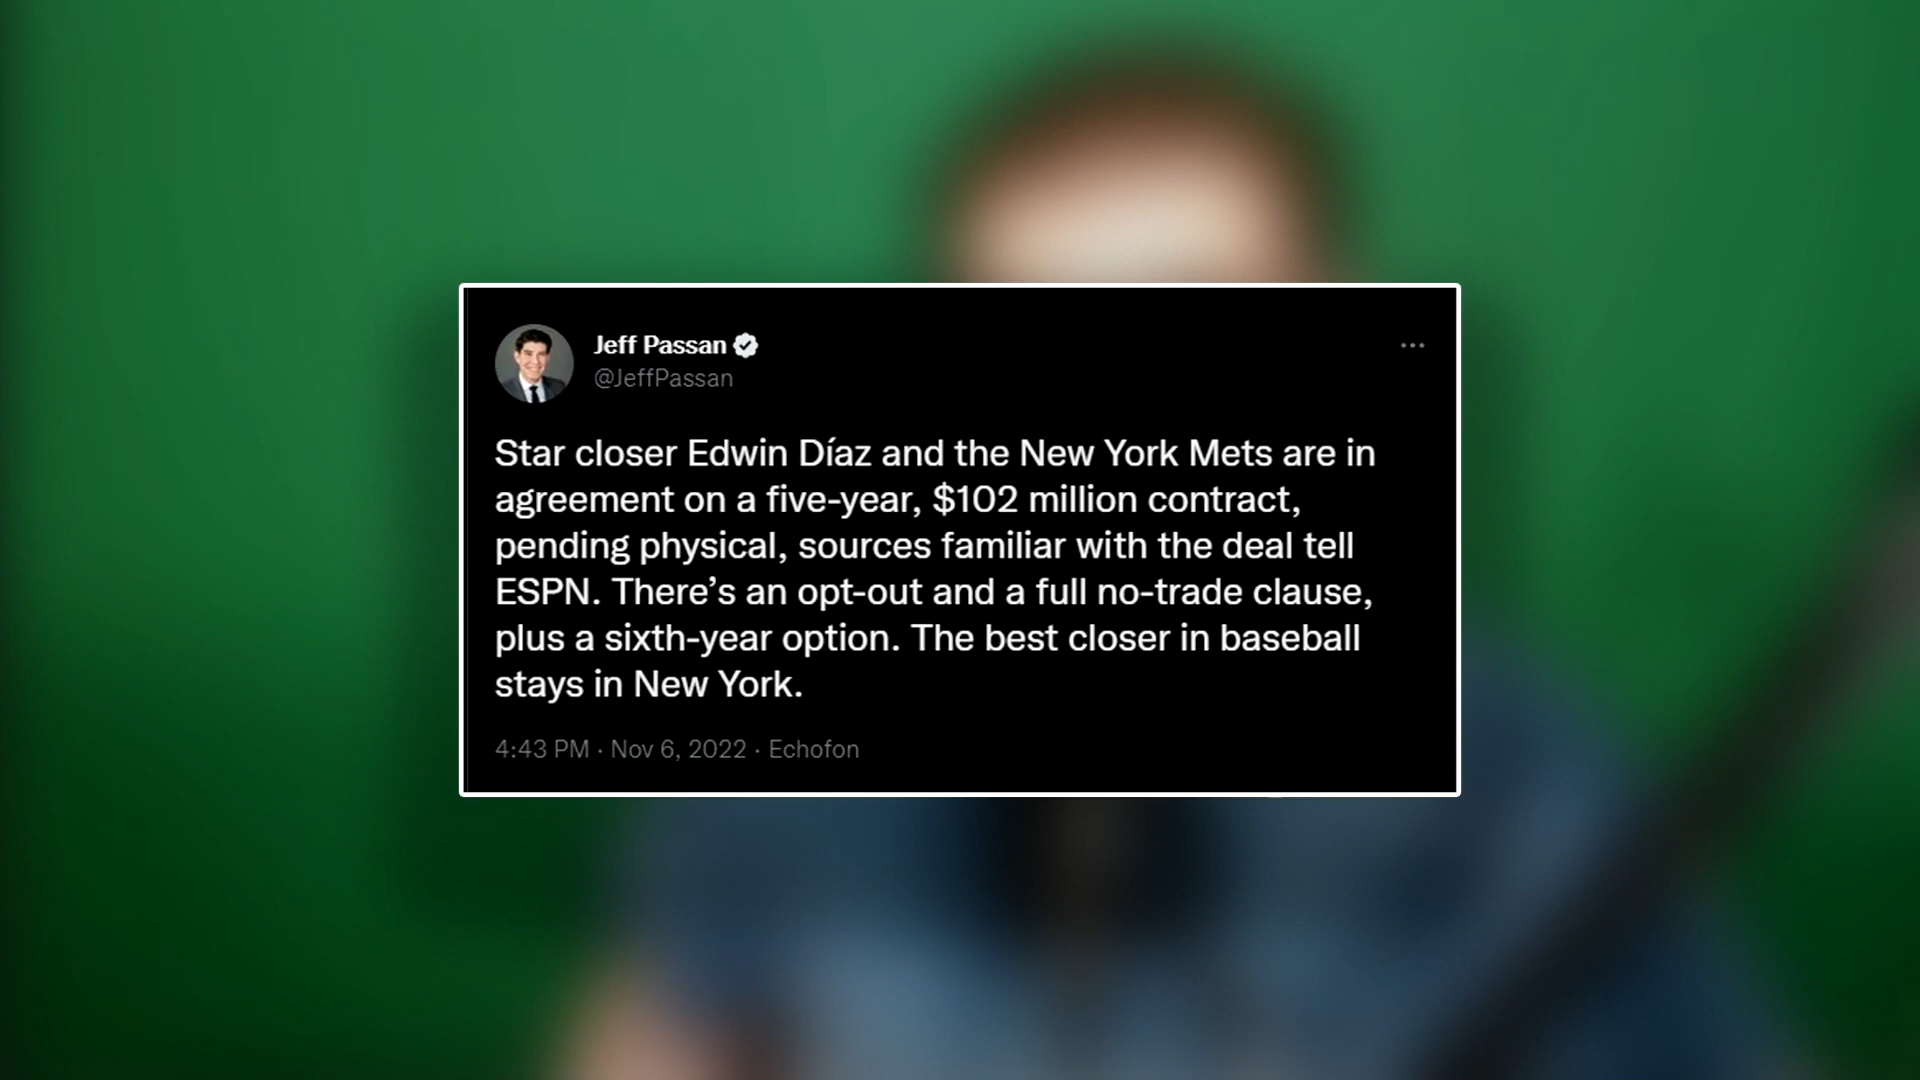 Jeff Passan
@JeffPassan
Star closer Edwin Díaz and the New York Mets are in
agreement on a five-year, $102 million contract,
pending physical, sources familiar with the deal tell
ESPN. There’s an opt-out and a full no-trade clause,
plus a sixth-year option. The best closer in baseball
stays in New York.
4:43 PM · Nov 6, 2022 · Echofon